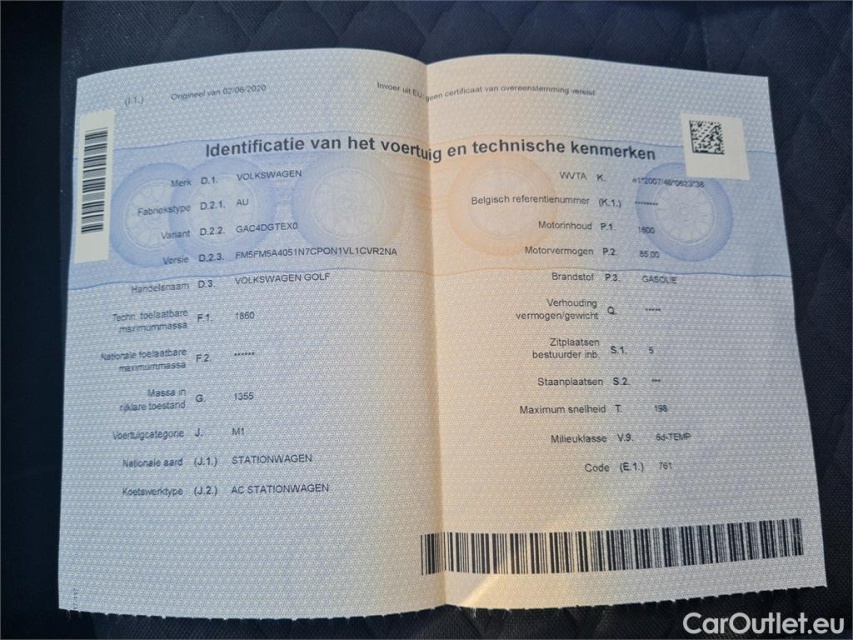 (I.1.) Origineel van 02/06/2020
Invoer uit EU, geen certificaat van overeenstemming vereist
Identificatie van het voertuig en technische kenmerken
Merk D.1. VOLKSWAGEN
Fabriekstype D.2.1. AU
Variant D.2.2. GAC4DGTEX0
Versie D.2.3. FM5FM5A4051N7CPON1VL1CVR2NA
Handelsnaam D.3. VOLKSWAGEN GOLF
Techn. toelaatbare
maximummassa F.1. 1860
Nationale toelaatbare
maximummassa F.2. ******
Massa in
rijklare toestand G. 1355
Voertuigcategorie J. M1
Nationale aard (J.1.) STATIONWAGEN
Koetswerktype (J.2.) AC STATIONWAGEN
WVTA K. e1*2007/46*0623*38
Belgisch referentienummer (K.1.) ********
Motorinhoud P.1. 1600
Motorvermogen P.2. 85.00
Brandstof P.3. GASOLIE
Verhouding
vermogen/gewicht Q. *****
Zitplaatsen
bestuurder inb. S.1. 5
Staanplaatsen S.2. ***
Maximum snelheid T. 198
Milieuklasse V.9. 6d-TEMP
Code (E.1.) 761
CarOutlet.eu